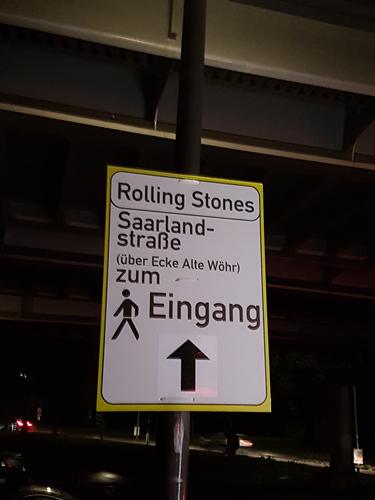 Rolling Stones
Saarland-
straße
(über Ecke Alte Wöhr)
zum
Eingang